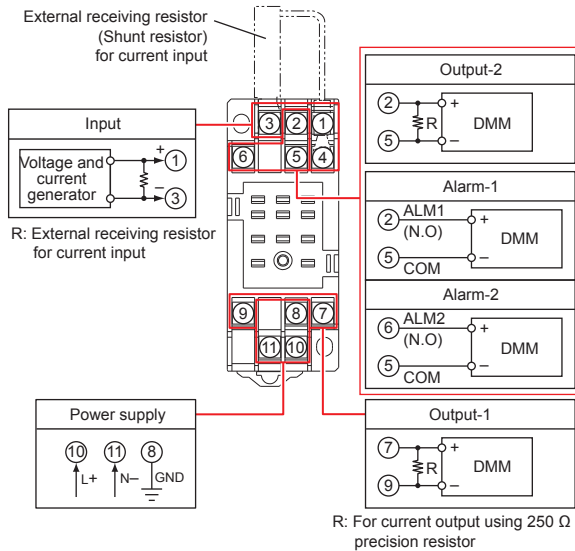 External receiving resistor
(Shunt resistor)
for current input
Input
Voltage and
current
generator
+
1
−
3
R: External receiving resistor
for current input
3
2
1
6
5
4
9
8
7
11
10
Output-2
2
R
+
5
−
DMM
Alarm-1
2
ALM1
(N.O)
+
5
COM
−
DMM
Alarm-2
6
ALM2
(N.O)
+
5
COM
−
DMM
Power supply
10
11
8
L+
N−
GND
Output-1
7
R
+
9
−
DMM
R: For current output using 250 Ω
precision resistor